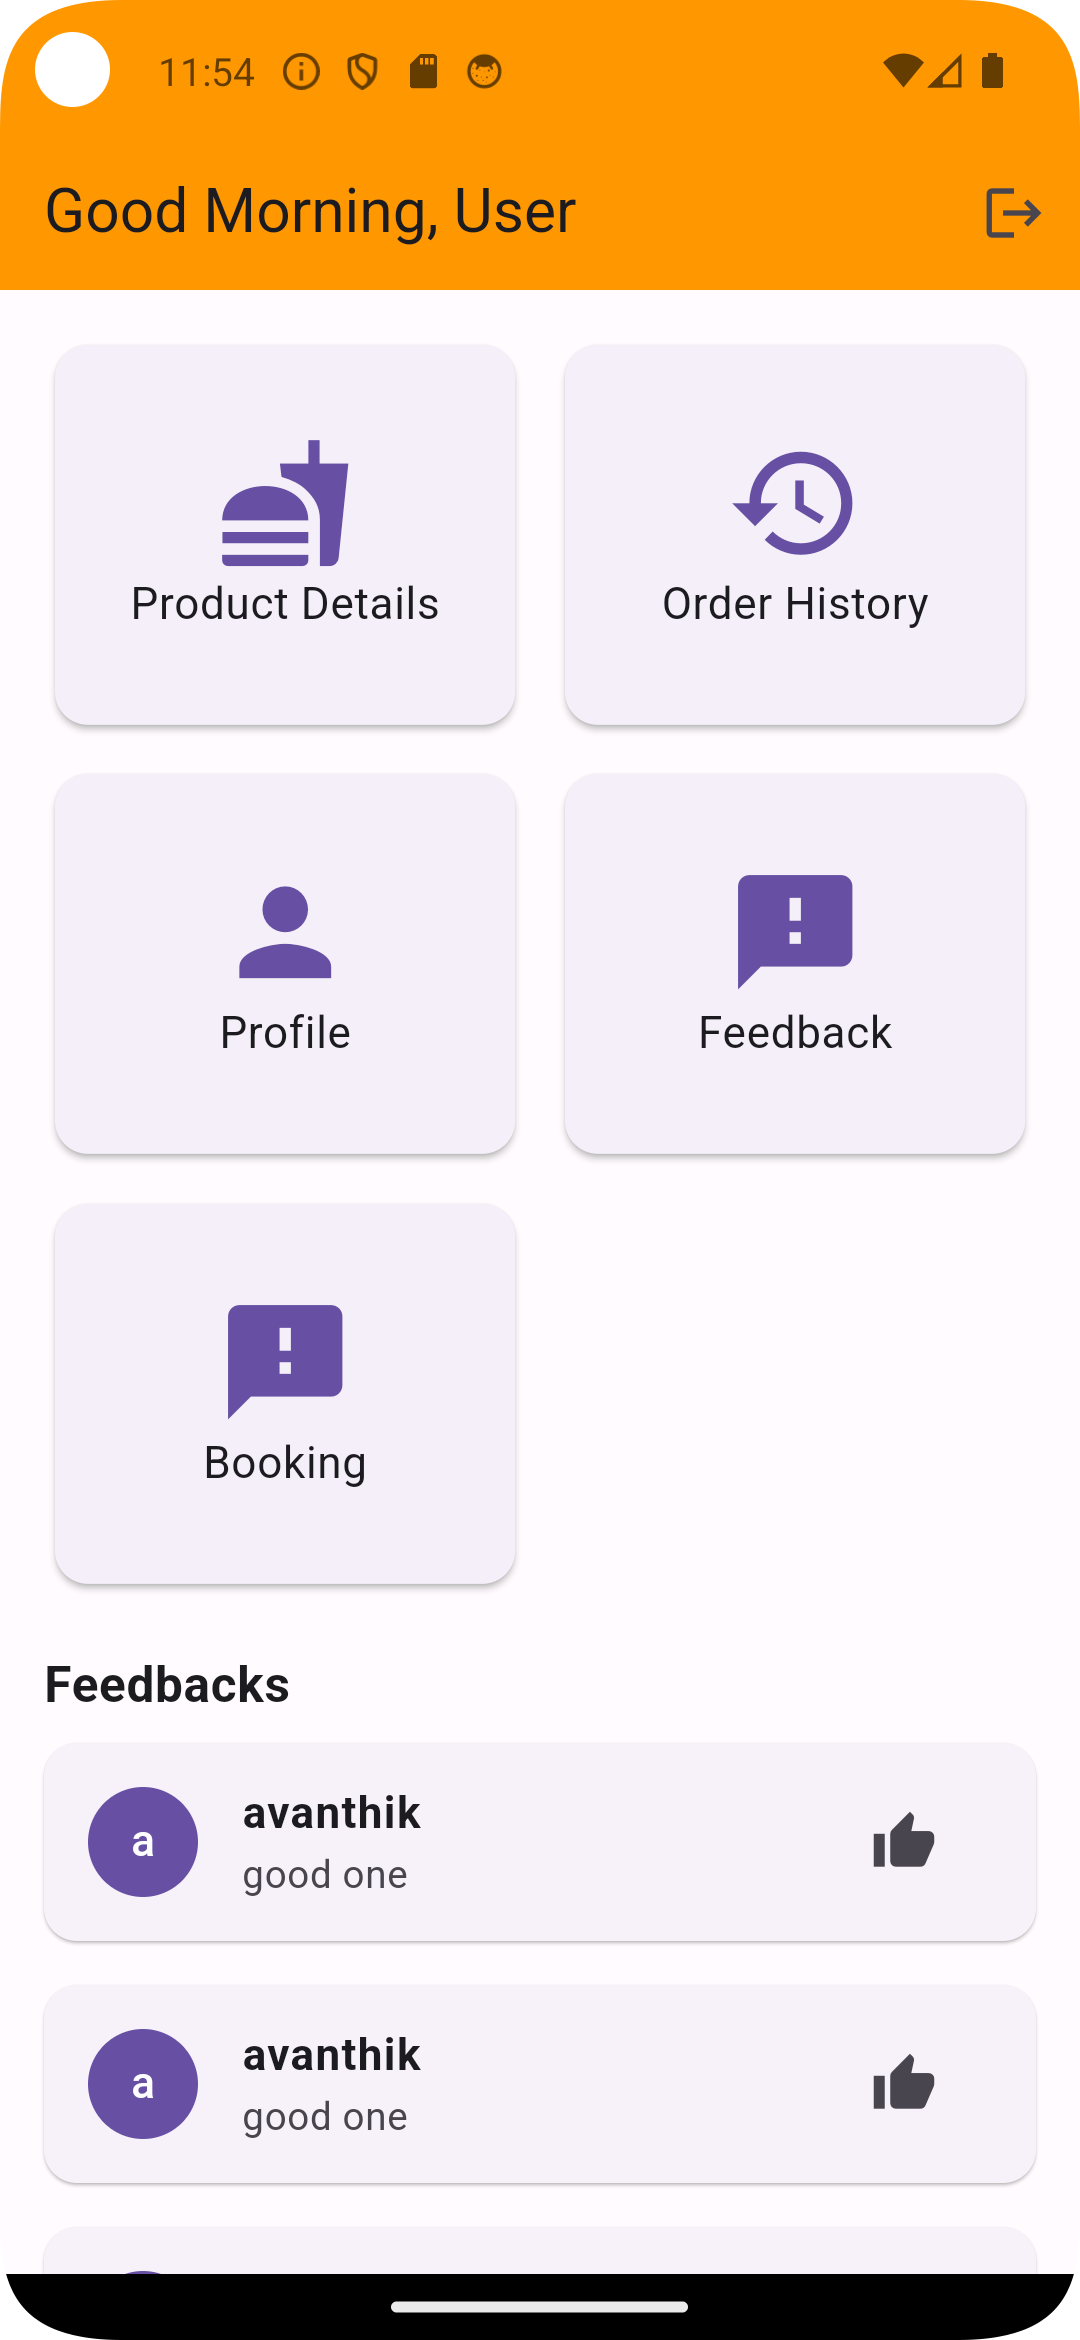 11:54
Good Morning, User
Product Details
Order History
Profile
Feedback
Booking
Feedbacks
a
avanthik
good one
a
avanthik
good one